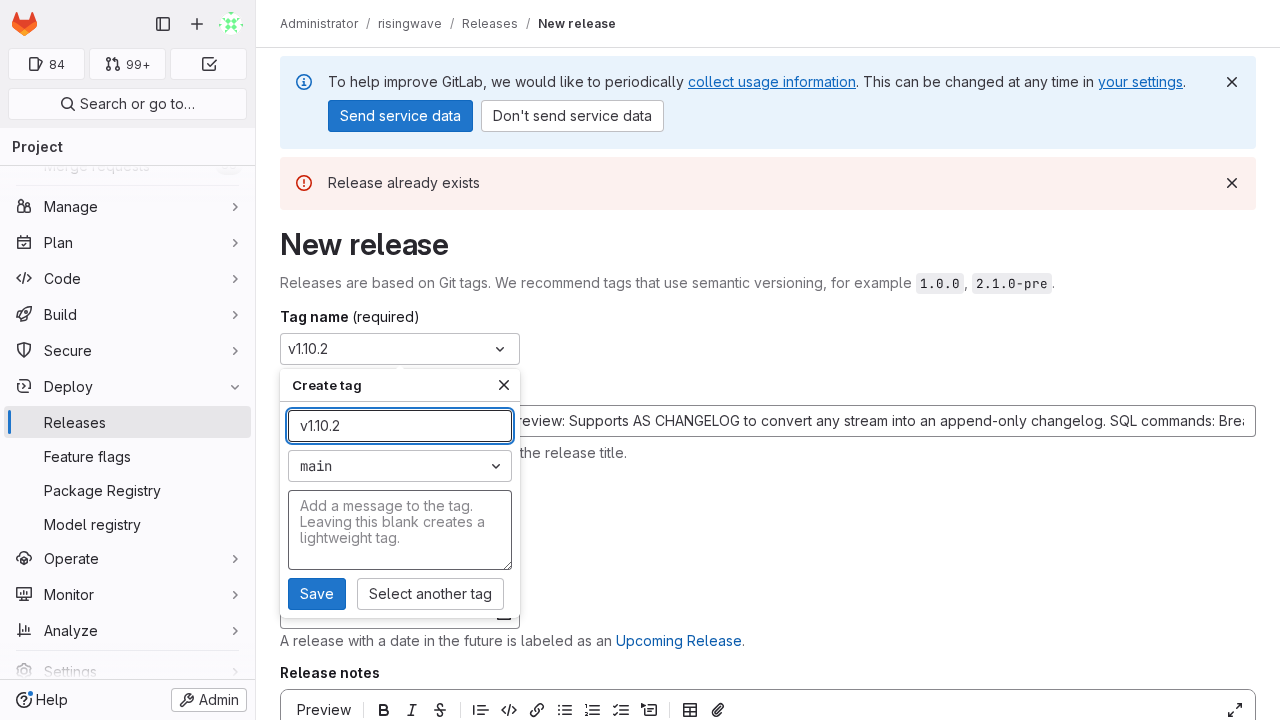 Administrator / risingwave / Releases / New release
84
99+
Search or go to…
Project
Merge requests
Manage
Plan
Code
Build
Secure
Deploy
Releases
Feature flags
Package Registry
Model registry
Operate
Monitor
Analyze
Settings
Help
Admin
To help improve GitLab, we would like to periodically collect usage information. This can be changed at any time in your settings.
Send service data
Don't send service data
Release already exists
New release
Releases are based on Git tags. We recommend tags that use semantic versioning, for example 1.0.0, 2.1.0-pre.
Tag name (required)
v1.10.2
Create tag
v1.10.2
main
Add a message to the tag.
Leaving this blank creates a
lightweight tag.
Save
Select another tag
review: Supports AS CHANGELOG to convert any stream into an append-only changelog. SQL commands: Brea
the release title.
A release with a date in the future is labeled as an Upcoming Release.
Release notes
Preview